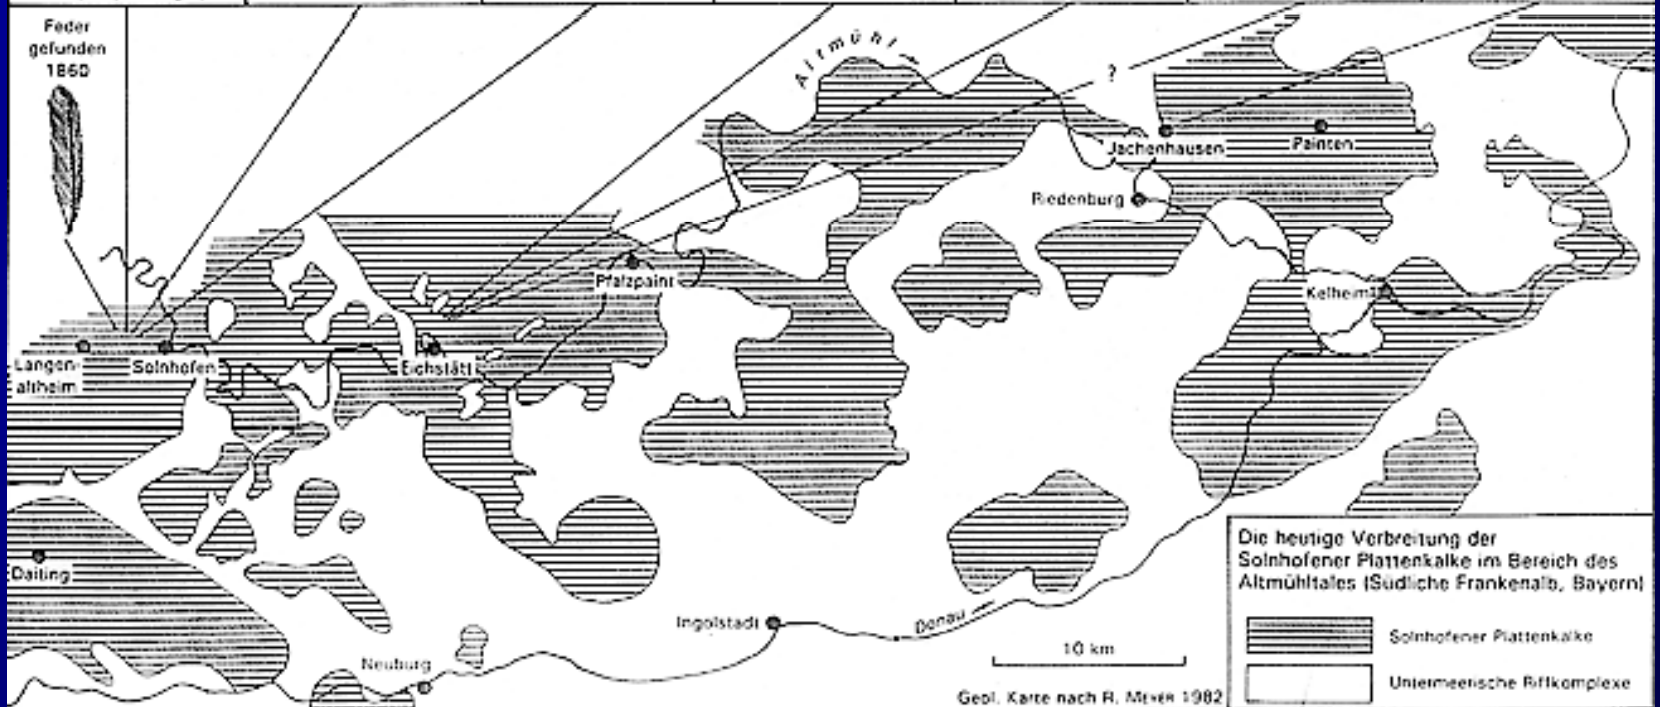 Feder
gefunden
1860
Altmühl
?
Jachenhausen
Painten
Riedenburg
Pfalzpaint
Kelheim
Langen-
altheim
Solnhofen
Eichstätt
Daiting
Ingolstadt
Donau
Neuburg
10 km
Geol. Karte nach R. MEYER 1982
Die heutige Verbreitung der
Solnhofener Plattenkalke im Bereich des
Altmühltales (Südliche Frankenalb, Bayern)
Solnhofener Plattenkalke
Untermeerische Riffkomplexe